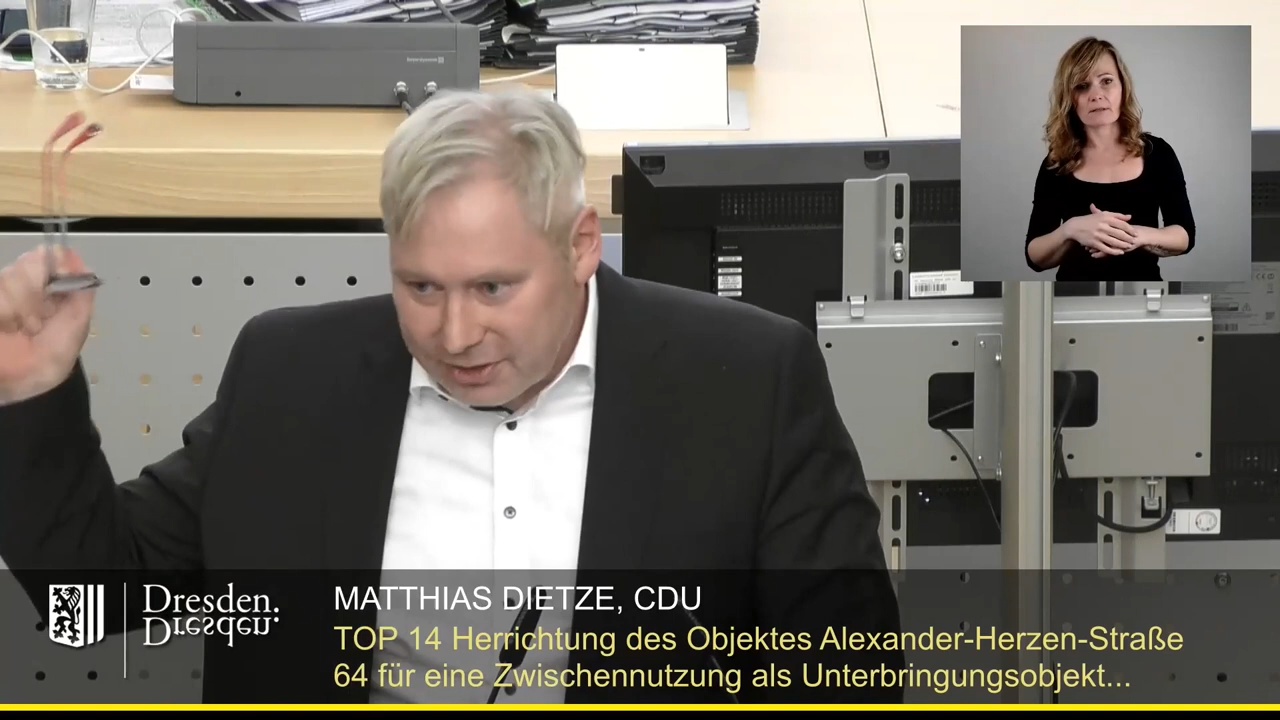 Dresden.
Dresden.
MATTHIAS DIETZE, CDU
TOP 14 Herrichtung des Objektes Alexander-Herzen-Straße
64 für eine Zwischennutzung als Unterbringungsobjekt...